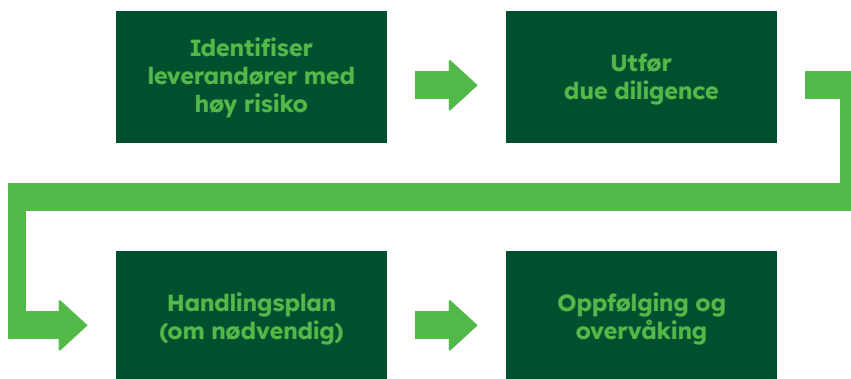 Identifiser
leverandører med
høy risiko
Utfør
due diligence
Handlingsplan
(om nødvendig)
Oppfølging og
overvåking